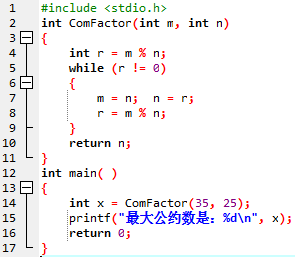 1 #include <stdio.h>
2 int ComFactor(int m, int n)
3 {
4 int r = m % n;
5 while (r != 0)
6 {
7 m = n; n = r;
8 r = m % n;
9 }
10 return n;
11 }
12 int main( )
13 {
14 int x = ComFactor(35, 25);
15 printf("最大公约数是: %d\n", x);
16 return 0;
17 }